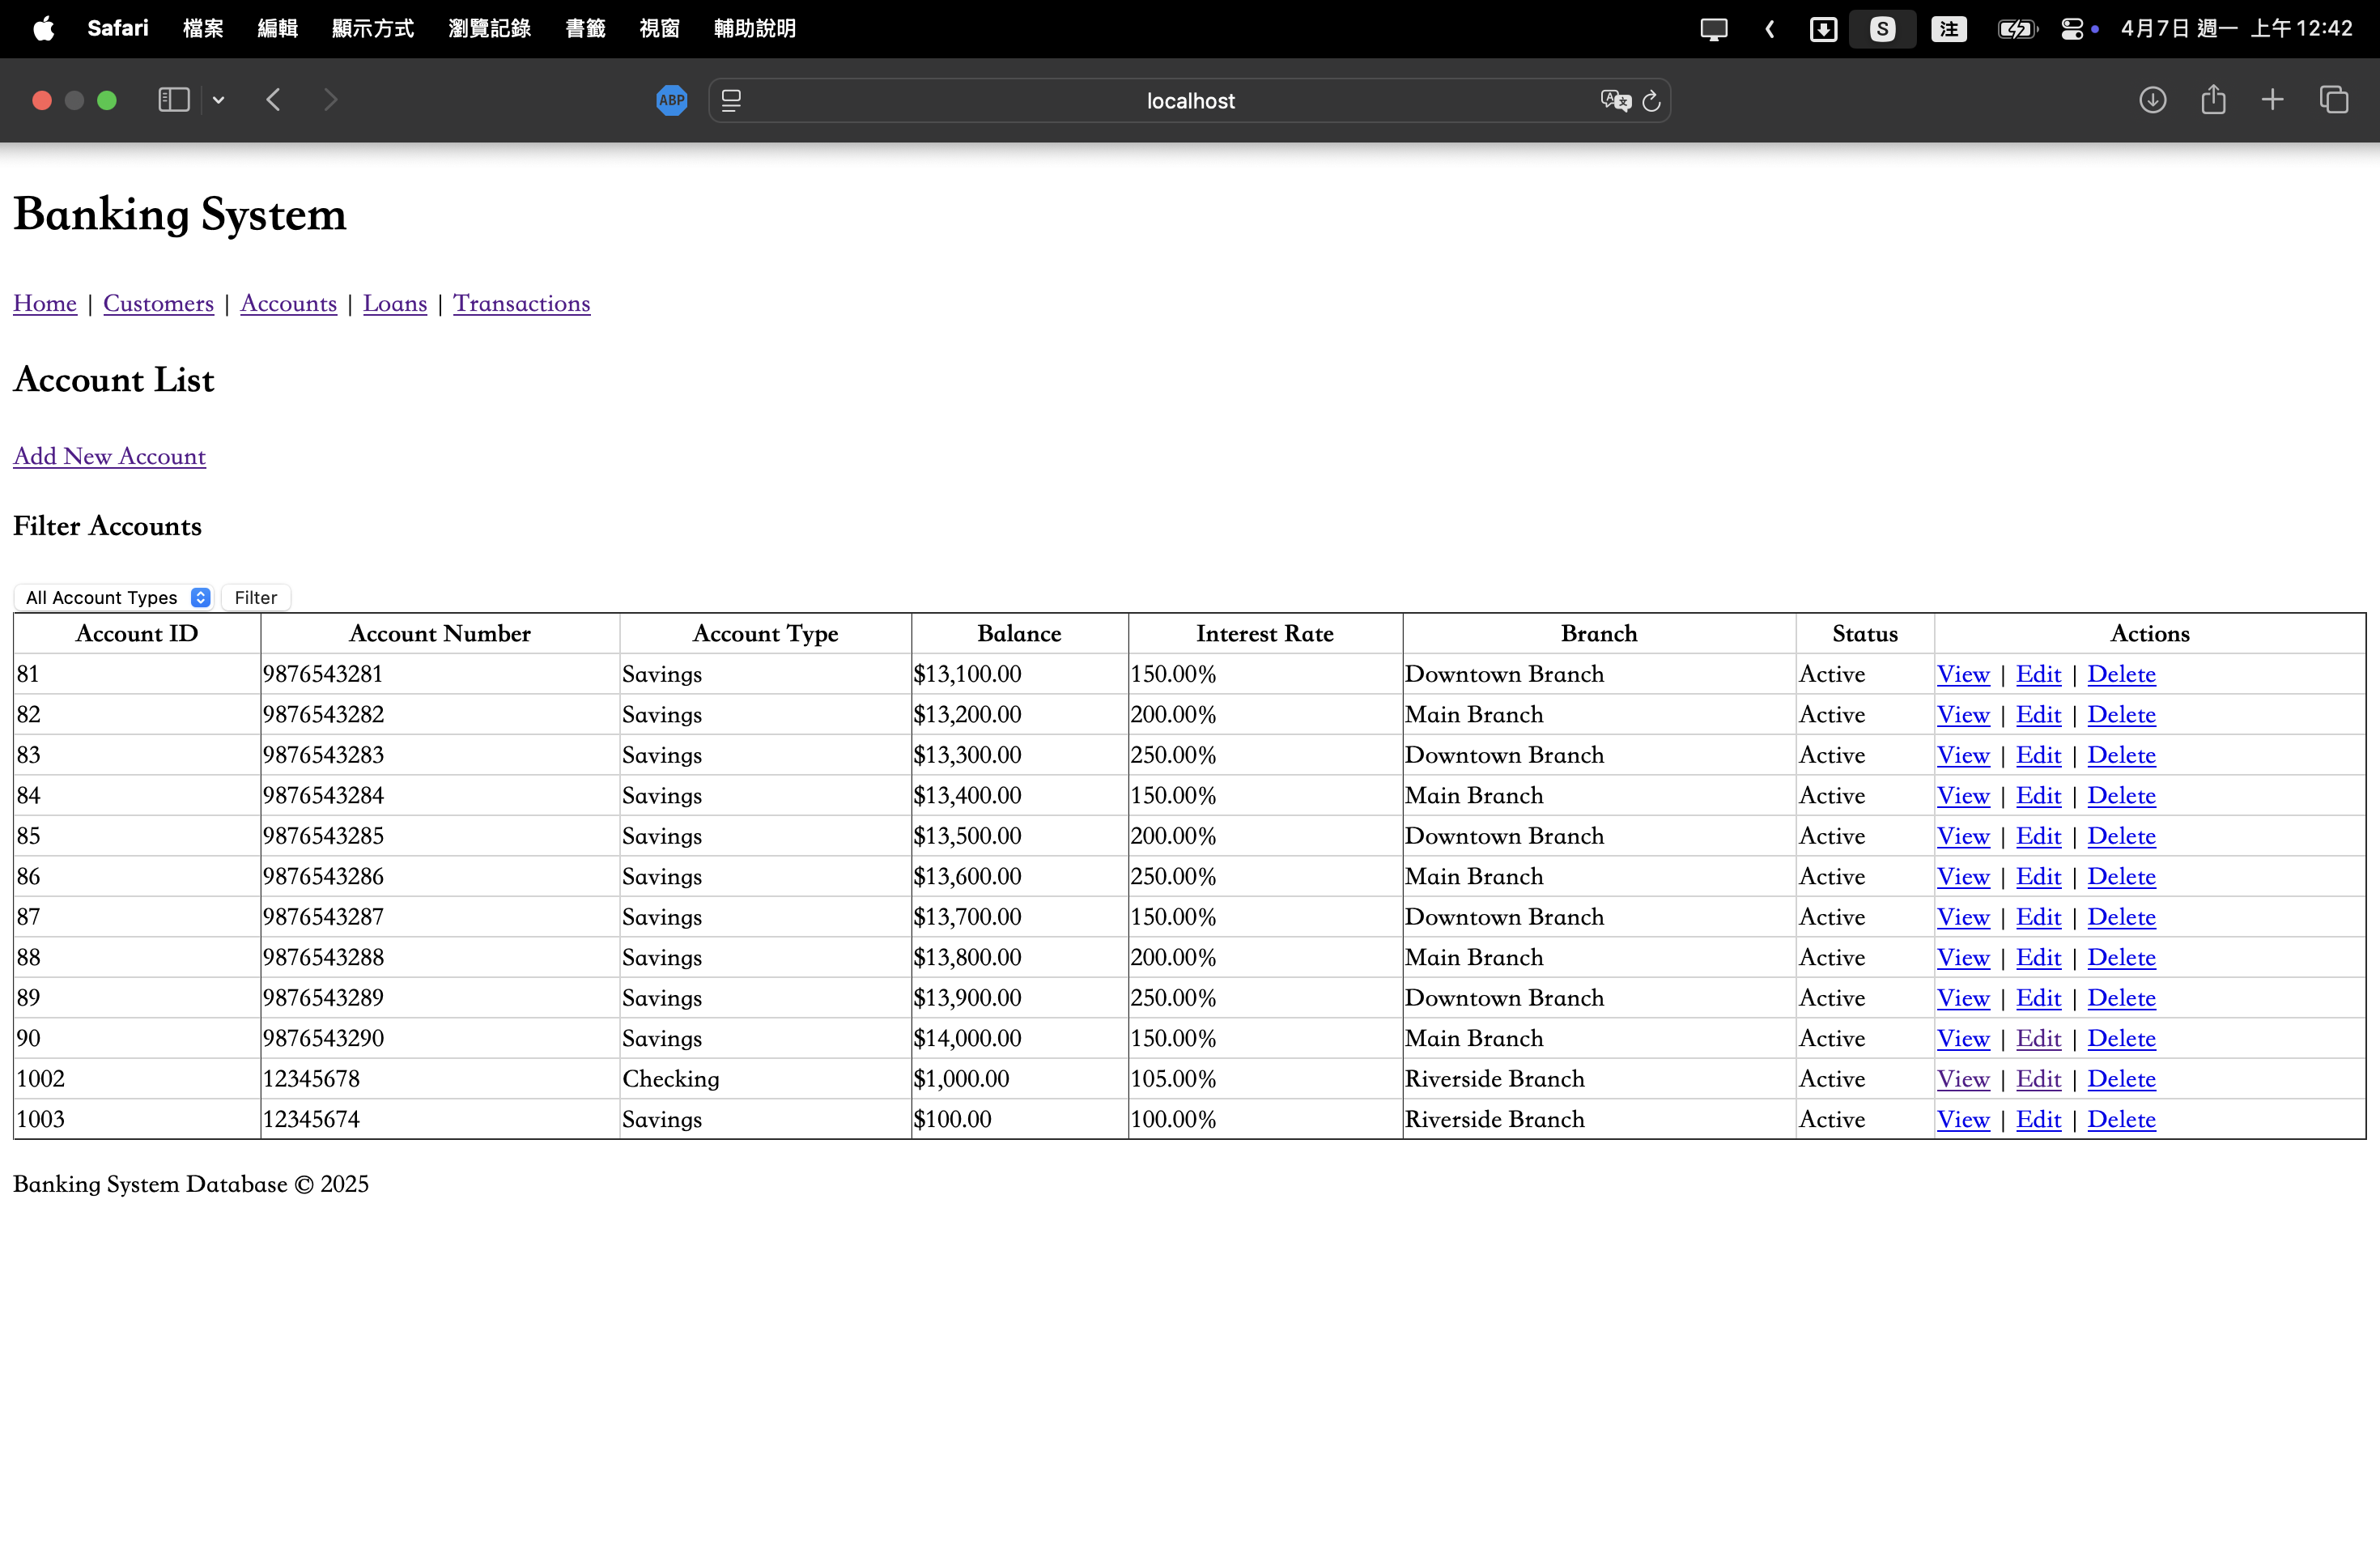 Safari 檔案 編輯 顯示方式 瀏覽記錄 書籤 視窗 輔助說明 S 注 4月7日 週一 上午12:42
ABP localhost
Banking System
Home | Customers | Accounts | Loans | Transactions
Account List
Add New Account
Filter Accounts
All Account Types Filter
Account ID Account Number Account Type Balance Interest Rate Branch Status Actions
81 9876543281 Savings $13,100.00 150.00% Downtown Branch Active View | Edit | Delete
82 9876543282 Savings $13,200.00 200.00% Main Branch Active View | Edit | Delete
83 9876543283 Savings $13,300.00 250.00% Downtown Branch Active View | Edit | Delete
84 9876543284 Savings $13,400.00 150.00% Main Branch Active View | Edit | Delete
85 9876543285 Savings $13,500.00 200.00% Downtown Branch Active View | Edit | Delete
86 9876543286 Savings $13,600.00 250.00% Main Branch Active View | Edit | Delete
87 9876543287 Savings $13,700.00 150.00% Downtown Branch Active View | Edit | Delete
88 9876543288 Savings $13,800.00 200.00% Main Branch Active View | Edit | Delete
89 9876543289 Savings $13,900.00 250.00% Downtown Branch Active View | Edit | Delete
90 9876543290 Savings $14,000.00 150.00% Main Branch Active View | Edit | Delete
1002 12345678 Checking $1,000.00 105.00% Riverside Branch Active View | Edit | Delete
1003 12345674 Savings $100.00 100.00% Riverside Branch Active View | Edit | Delete
Banking System Database © 2025